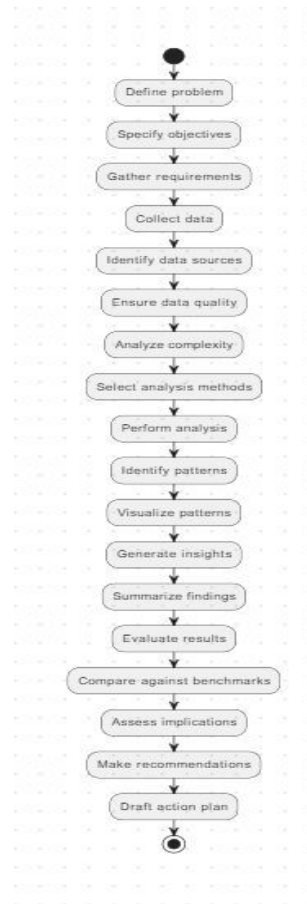 Define problem
Specify objectives
Gather requirements
Collect data
Identify data sources
Ensure data quality
Analyze complexity
Select analysis methods
Perform analysis
Identify patterns
Visualize patterns
Generate insights
Summarize findings
Evaluate results
Compare against benchmarks
Assess implications
Make recommendations
Draft action plan